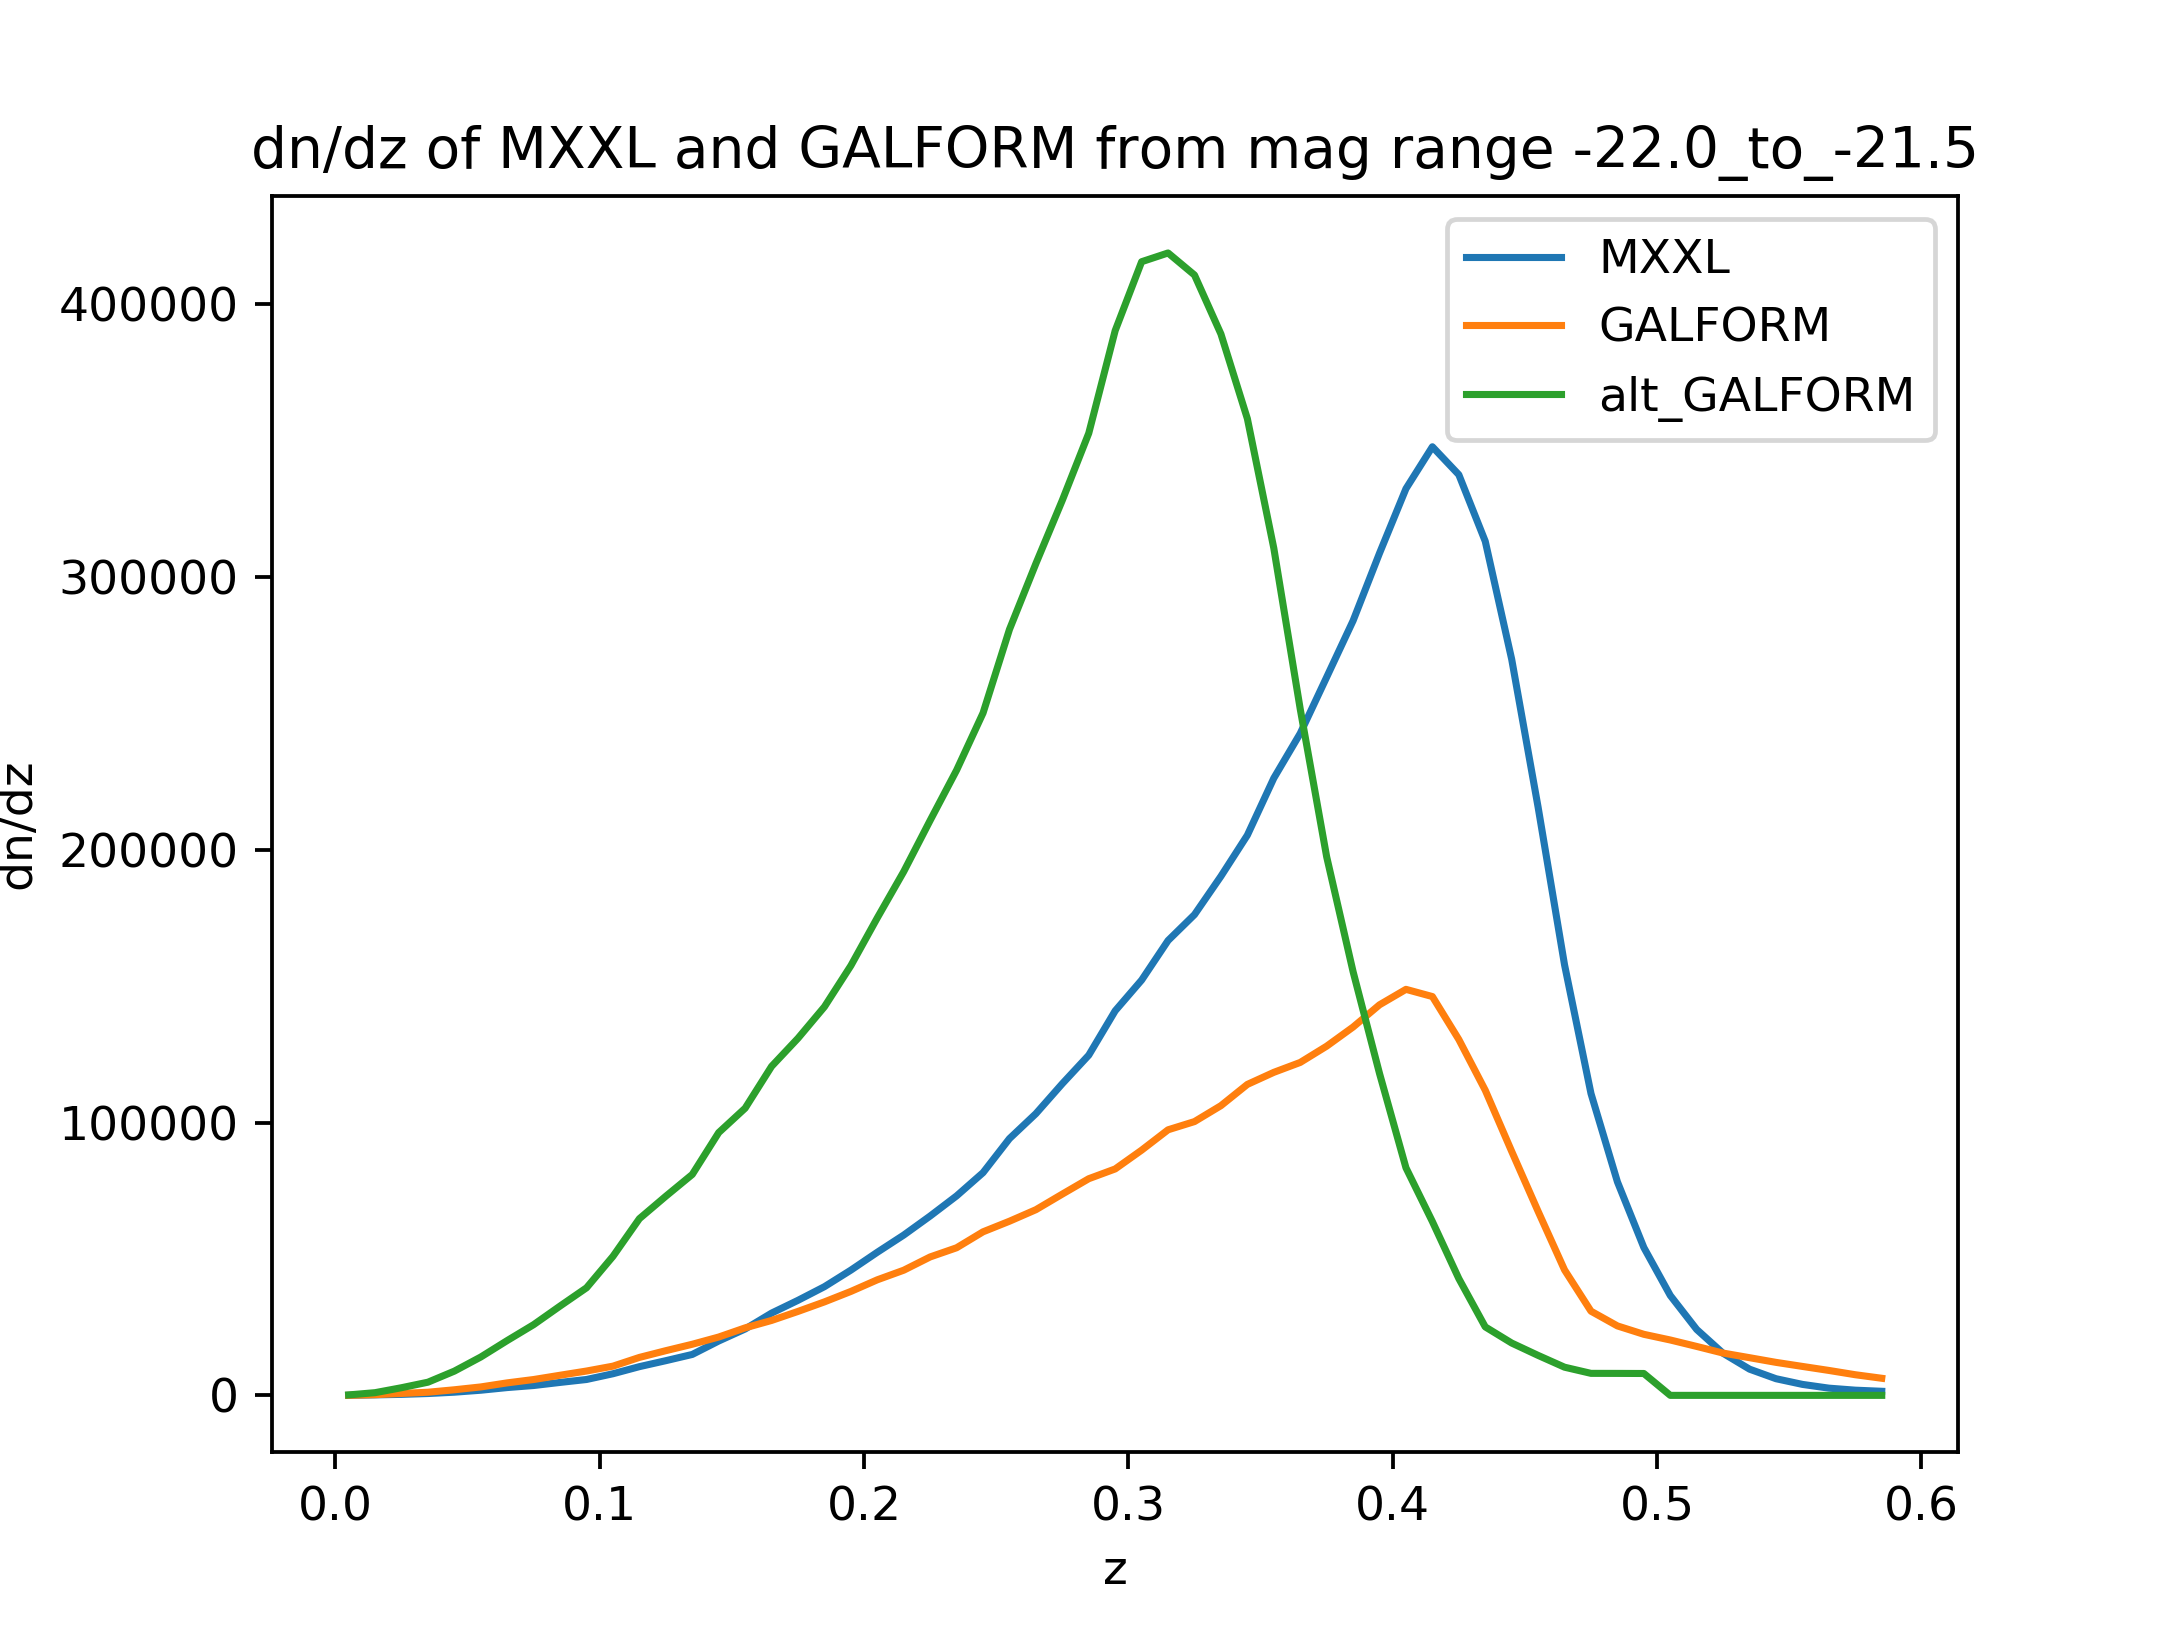 dn/dz of MXXL and GALFORM from mag range -22.0_to_-21.5
MXXL
GALFORM
alt_GALFORM
400000
300000
200000
100000
0
dn/dz
0.0 0.1 0.2 0.3 0.4 0.5 0.6
z